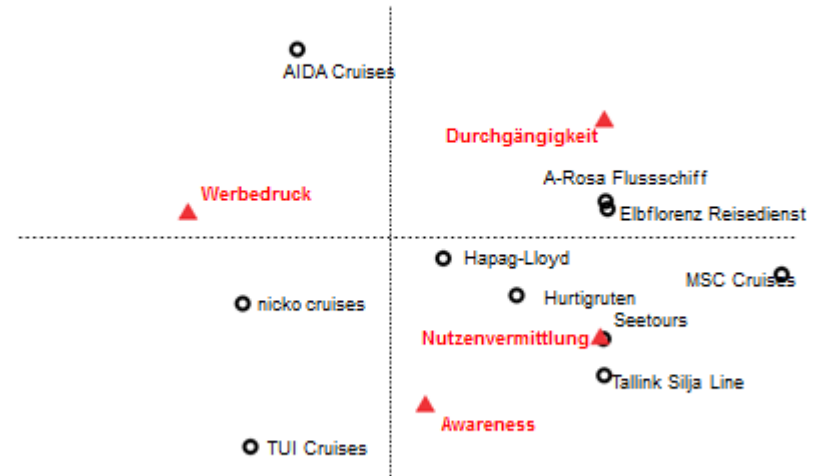 AIDA Cruises
Durchgängigkeit
A-Rosa Flussschiff
Werbedruck
Elbflorenz Reisedienst
Hapag-Lloyd
MSC Cruises
nicko cruises
Hurtigruten
Seetours
Nutzenvermittlung
Tallink Silja Line
Awareness
TUI Cruises